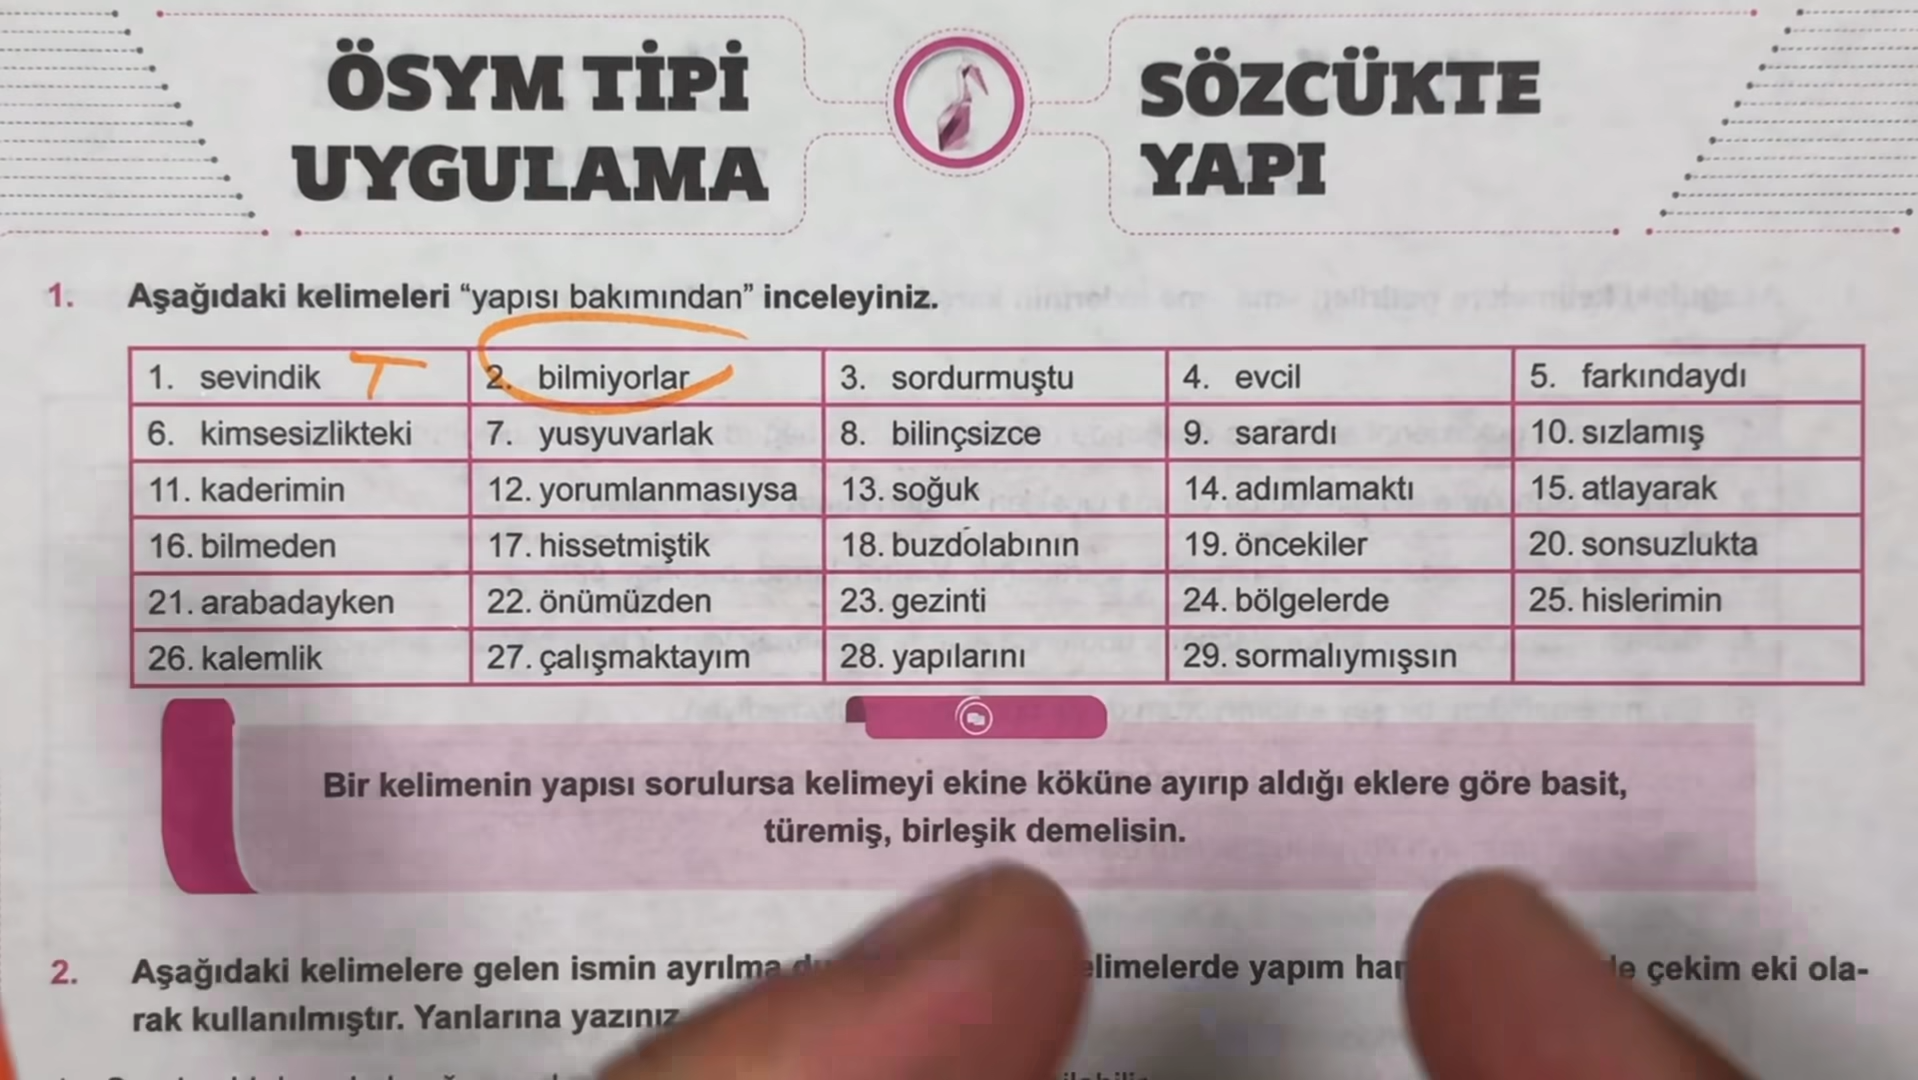 ÖSYM TİPİ
UYGULAMA
SÖZCÜKTE
YAPI
1. Aşağıdaki kelimeleri “yapısı bakımından” inceleyiniz.
1. sevindik T 2. bilmiyorlar 3. sordurmuştu 4. evcil 5. farkındaydı
6. kimsesizlikteki 7. yusyuvarlak 8. bilinçsizce 9. sarardı 10. sızlamış
11. kaderimin 12. yorumlanmasıysa 13. soğuk 14. adımlamaktı 15. atlayarak
16. bilmeden 17. hissetmiştik 18. buzdolabının 19. öncekiler 20. sonsuzlukta
21. arabadayken 22. önümüzden 23. gezinti 24. bölgelerde 25. hislerimin
26. kalemlik 27. çalışmaktayım 28. yapılanını 29. sormalıymışsın
Bir kelimenin yapısı sorulursa kelimeyi ekine köküne ayırıp aldığı eklere göre basit,
türemiş, birleşik demelisin.
2. Aşağıdaki kelimelere gelen ismin ayrılma yapım çekim eki ola-
rak kullanılmıştır. Yanlarına yazınız